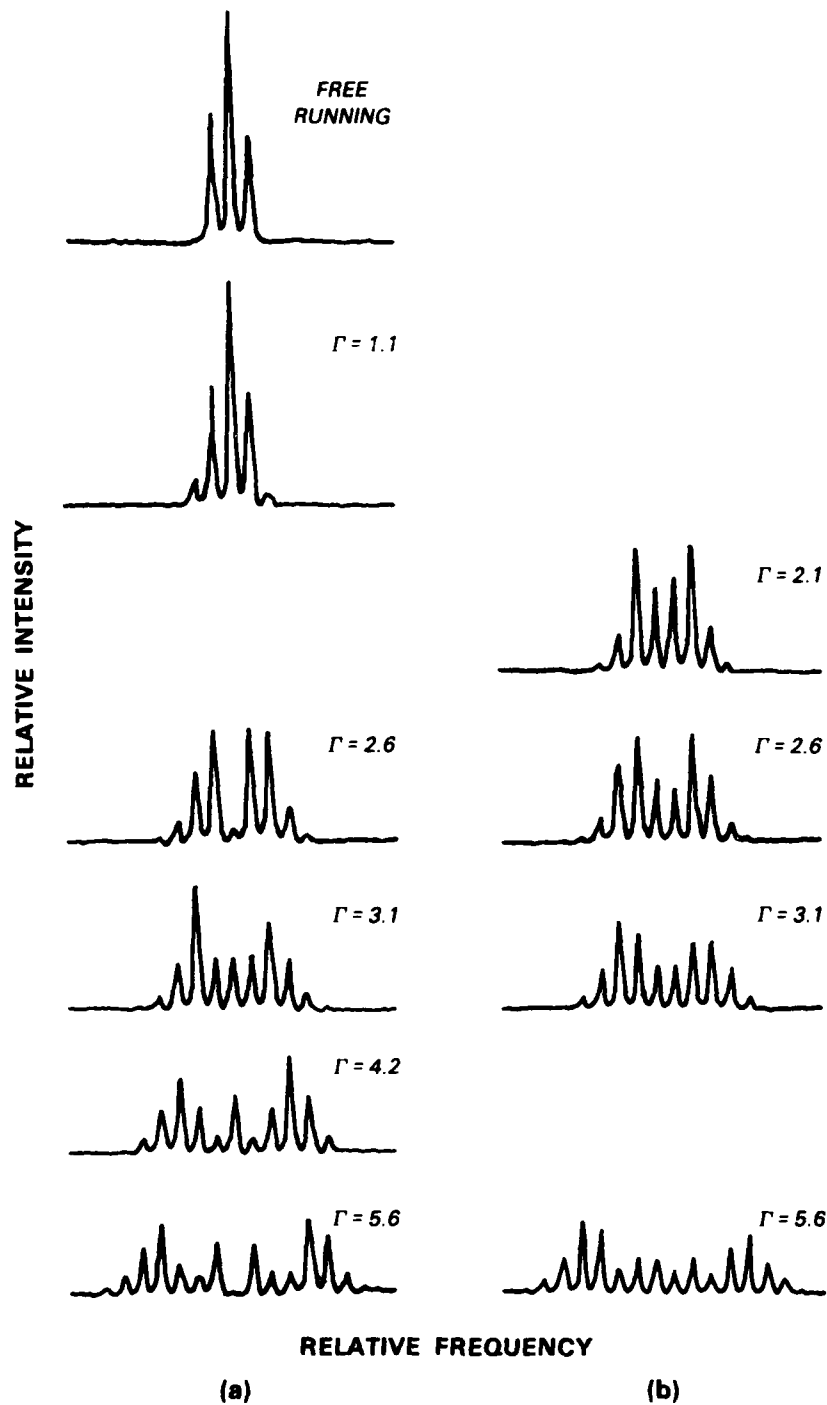 FREE
RUNNING
Γ = 1.1
Γ = 2.1
Γ = 2.6
Γ = 2.6
Γ = 3.1
Γ = 3.1
Γ = 4.2
Γ = 5.6
Γ = 5.6
RELATIVE INTENSITY
RELATIVE FREQUENCY
(a)
(b)